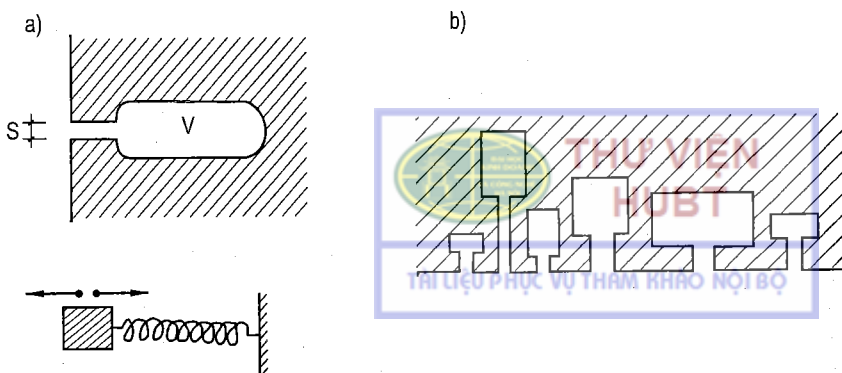 a)
b)
S
V
THƯ VIỆN
HUBT
TÀI LIỆU PHỤC VỤ THAM KHẢO NỘI BỘ